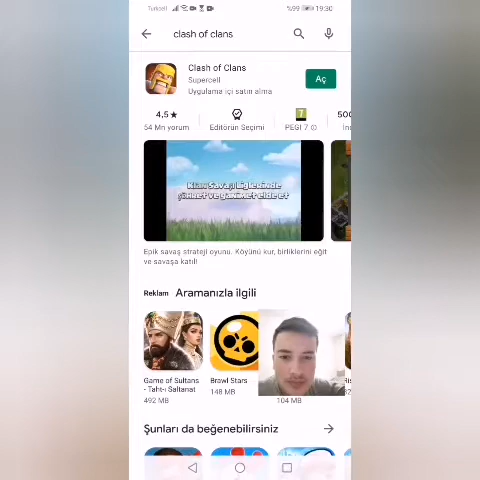 Turkcell
%99 19:30
clash of clans
Clash of Clans
Supercell
Uygulama içi satın alma
Aç
4,5★
54 Mn yorum
Editörün Seçimi
7
PEGI 7
500
Klan Savaşı Liglerinde
şöhret ve ganimet elde et
Epik savaş strateji oyunu. Köyünü kur, birliklerini eğit
ve savaşa katıl!
Reklam Aramanızla ilgili
Game of Sultans
- Taht-ı Saltanat
492 MB
Brawl Stars
148 MB
104 MB
Şunları da beğenebilirsiniz